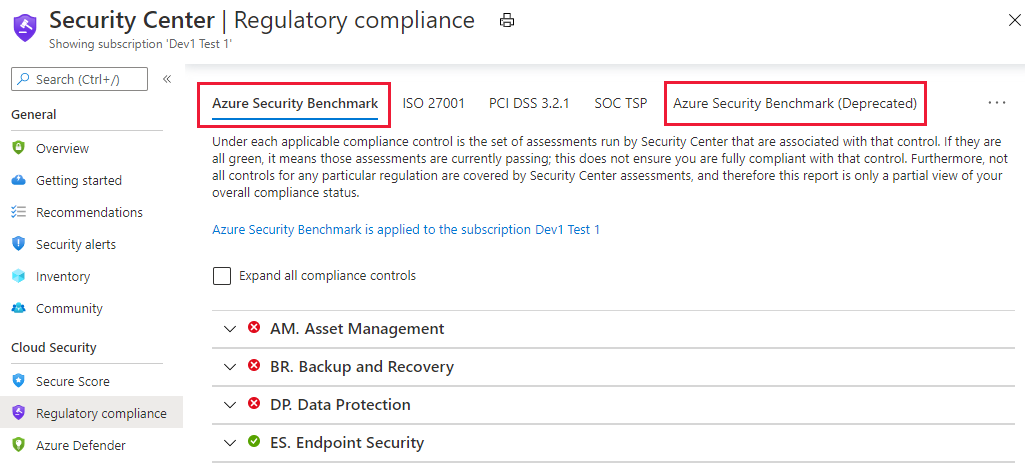 Security Center | Regulatory compliance
Showing subscription 'Dev1 Test 1'
Search (Ctrl+/)
General
Overview
Getting started
Recommendations
Security alerts
Inventory
Community
Cloud Security
Secure Score
Regulatory compliance
Azure Defender
Azure Security Benchmark ISO 27001 PCI DSS 3.2.1 SOC TSP Azure Security Benchmark (Deprecated)
Under each applicable compliance control is the set of assessments run by Security Center that are associated with that control. If they are
all green, it means those assessments are currently passing; this does not ensure you are fully compliant with that control. Furthermore, not
all controls for any particular regulation are covered by Security Center assessments, and therefore this report is only a partial view of your
overall compliance status.
Azure Security Benchmark is applied to the subscription Dev1 Test 1
Expand all compliance controls
AM. Asset Management
BR. Backup and Recovery
DP. Data Protection
ES. Endpoint Security